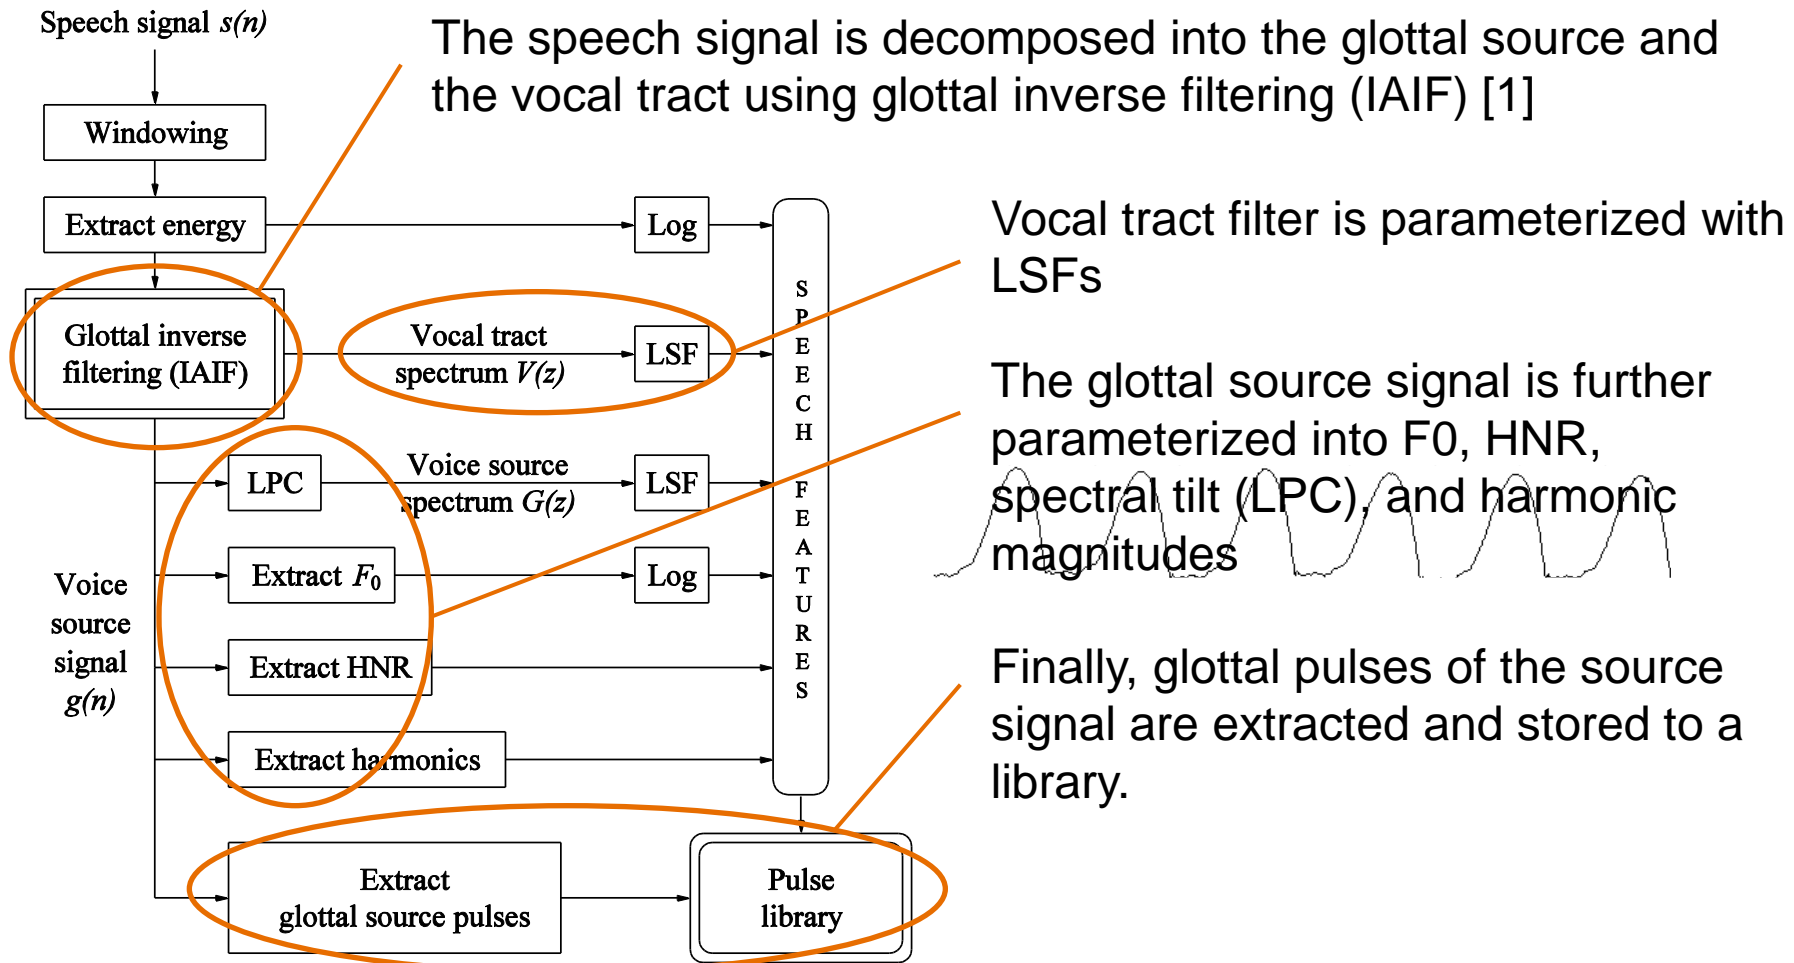 Speech signal s(n)
The speech signal is decomposed into the glottal source and
the vocal tract using glottal inverse filtering (IAIF) [1]
Windowing
Extract energy
Log
Vocal tract filter is parameterized with
LSFs
Glottal inverse
filtering (IAIF)
Vocal tract
spectrum V(z)
LSF
SPEECH FEATURES
The glottal source signal is further
parameterized into F0, HNR,
spectral tilt (LPC), and harmonic
magnitudes
LPC
Voice source
spectrum G(z)
LSF
Extract F0
Log
Voice
source
signal
g(n)
Extract HNR
Extract harmonics
Finally, glottal pulses of the source
signal are extracted and stored to a
library.
Extract
glottal source pulses
Pulse
library